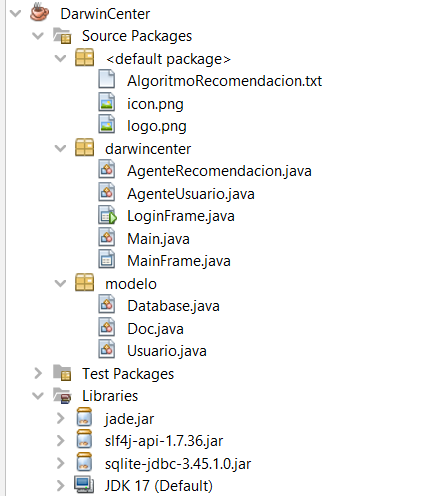 DarwinCenter
Source Packages
<default package>
AlgoritmoRecomendacion.txt
icon.png
logo.png
darwincenter
AgenteRecomendacion.java
AgenteUsuario.java
LoginFrame.java
Main.java
MainFrame.java
modelo
Database.java
Doc.java
Usuario.java
Test Packages
Libraries
jade.jar
slf4j-api-1.7.36.jar
sqlite-jdbc-3.45.1.0.jar
JDK 17 (Default)